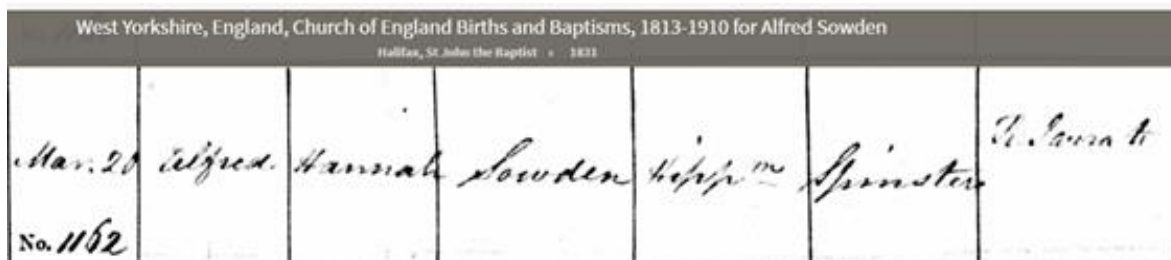 West Yorkshire, England, Church of England Births and Baptisms, 1813-1910 for Alfred Sowden
Halifax, St John the Baptist 1831
Mar. 20 Alfred. Hannah Sowden Hippm Spinster
No. 1162